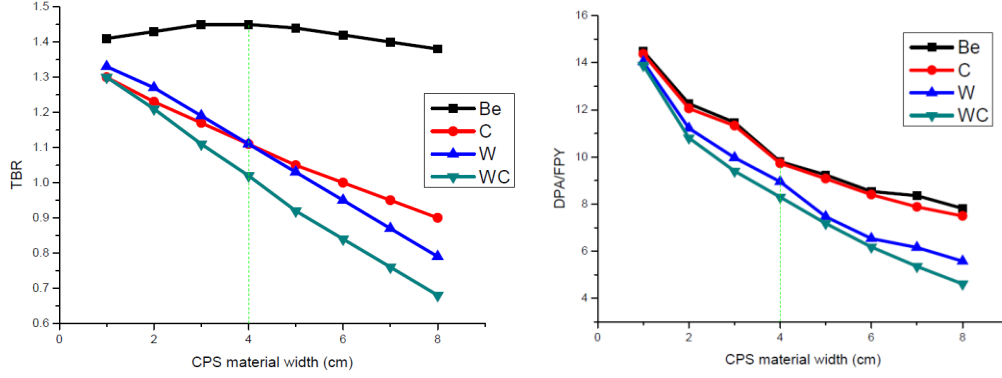 1.5
1.4
1.3
1.2
1.1
1.0
0.9
0.8
0.7
0.6
TBR
0 2 4 6 8
CPS material width (cm)
Be
C
W
WC
14
12
10
8
6
4
DPA/FPY
0 2 4 6 8
CPS material width (cm)
Be
C
W
WC